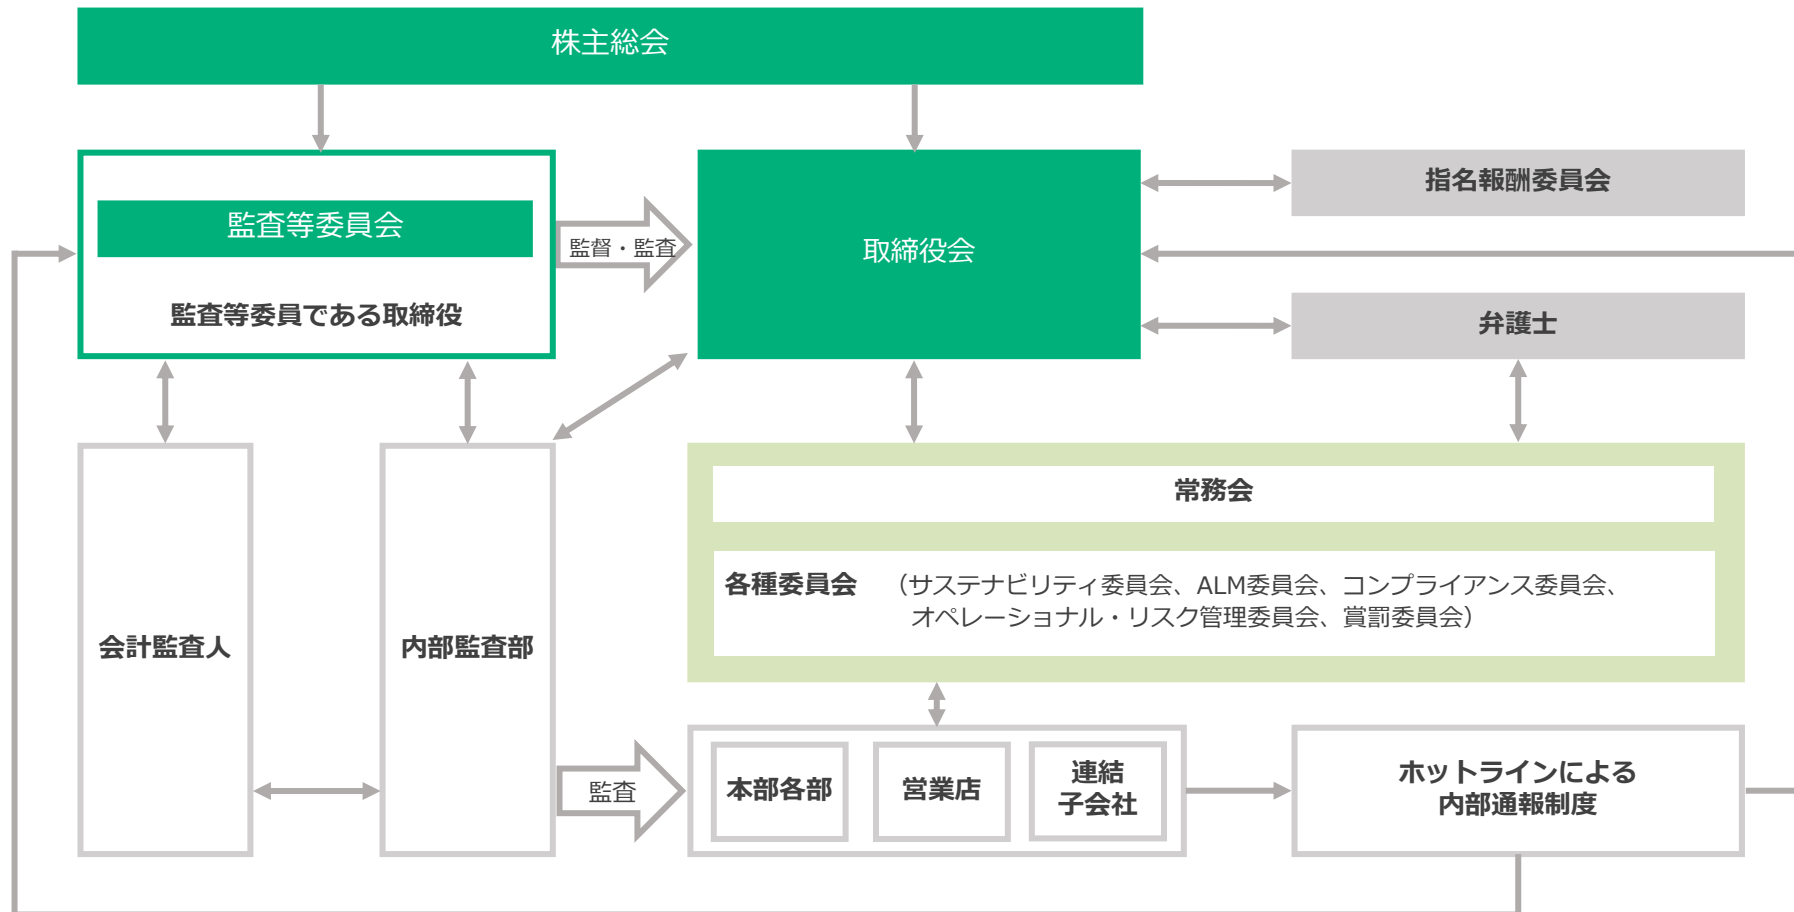 株主総会
監査等委員会
監査等委員である取締役
監督・監査
取締役会
指名報酬委員会
弁護士
会計監査人
内部監査部
常務会
各種委員会 （サステナビリティ委員会、ALM委員会、コンプライアンス委員会、
オペレーショナル・リスク管理委員会、賞罰委員会）
監査
本部各部
営業店
連結
子会社
ホットラインによる
内部通報制度